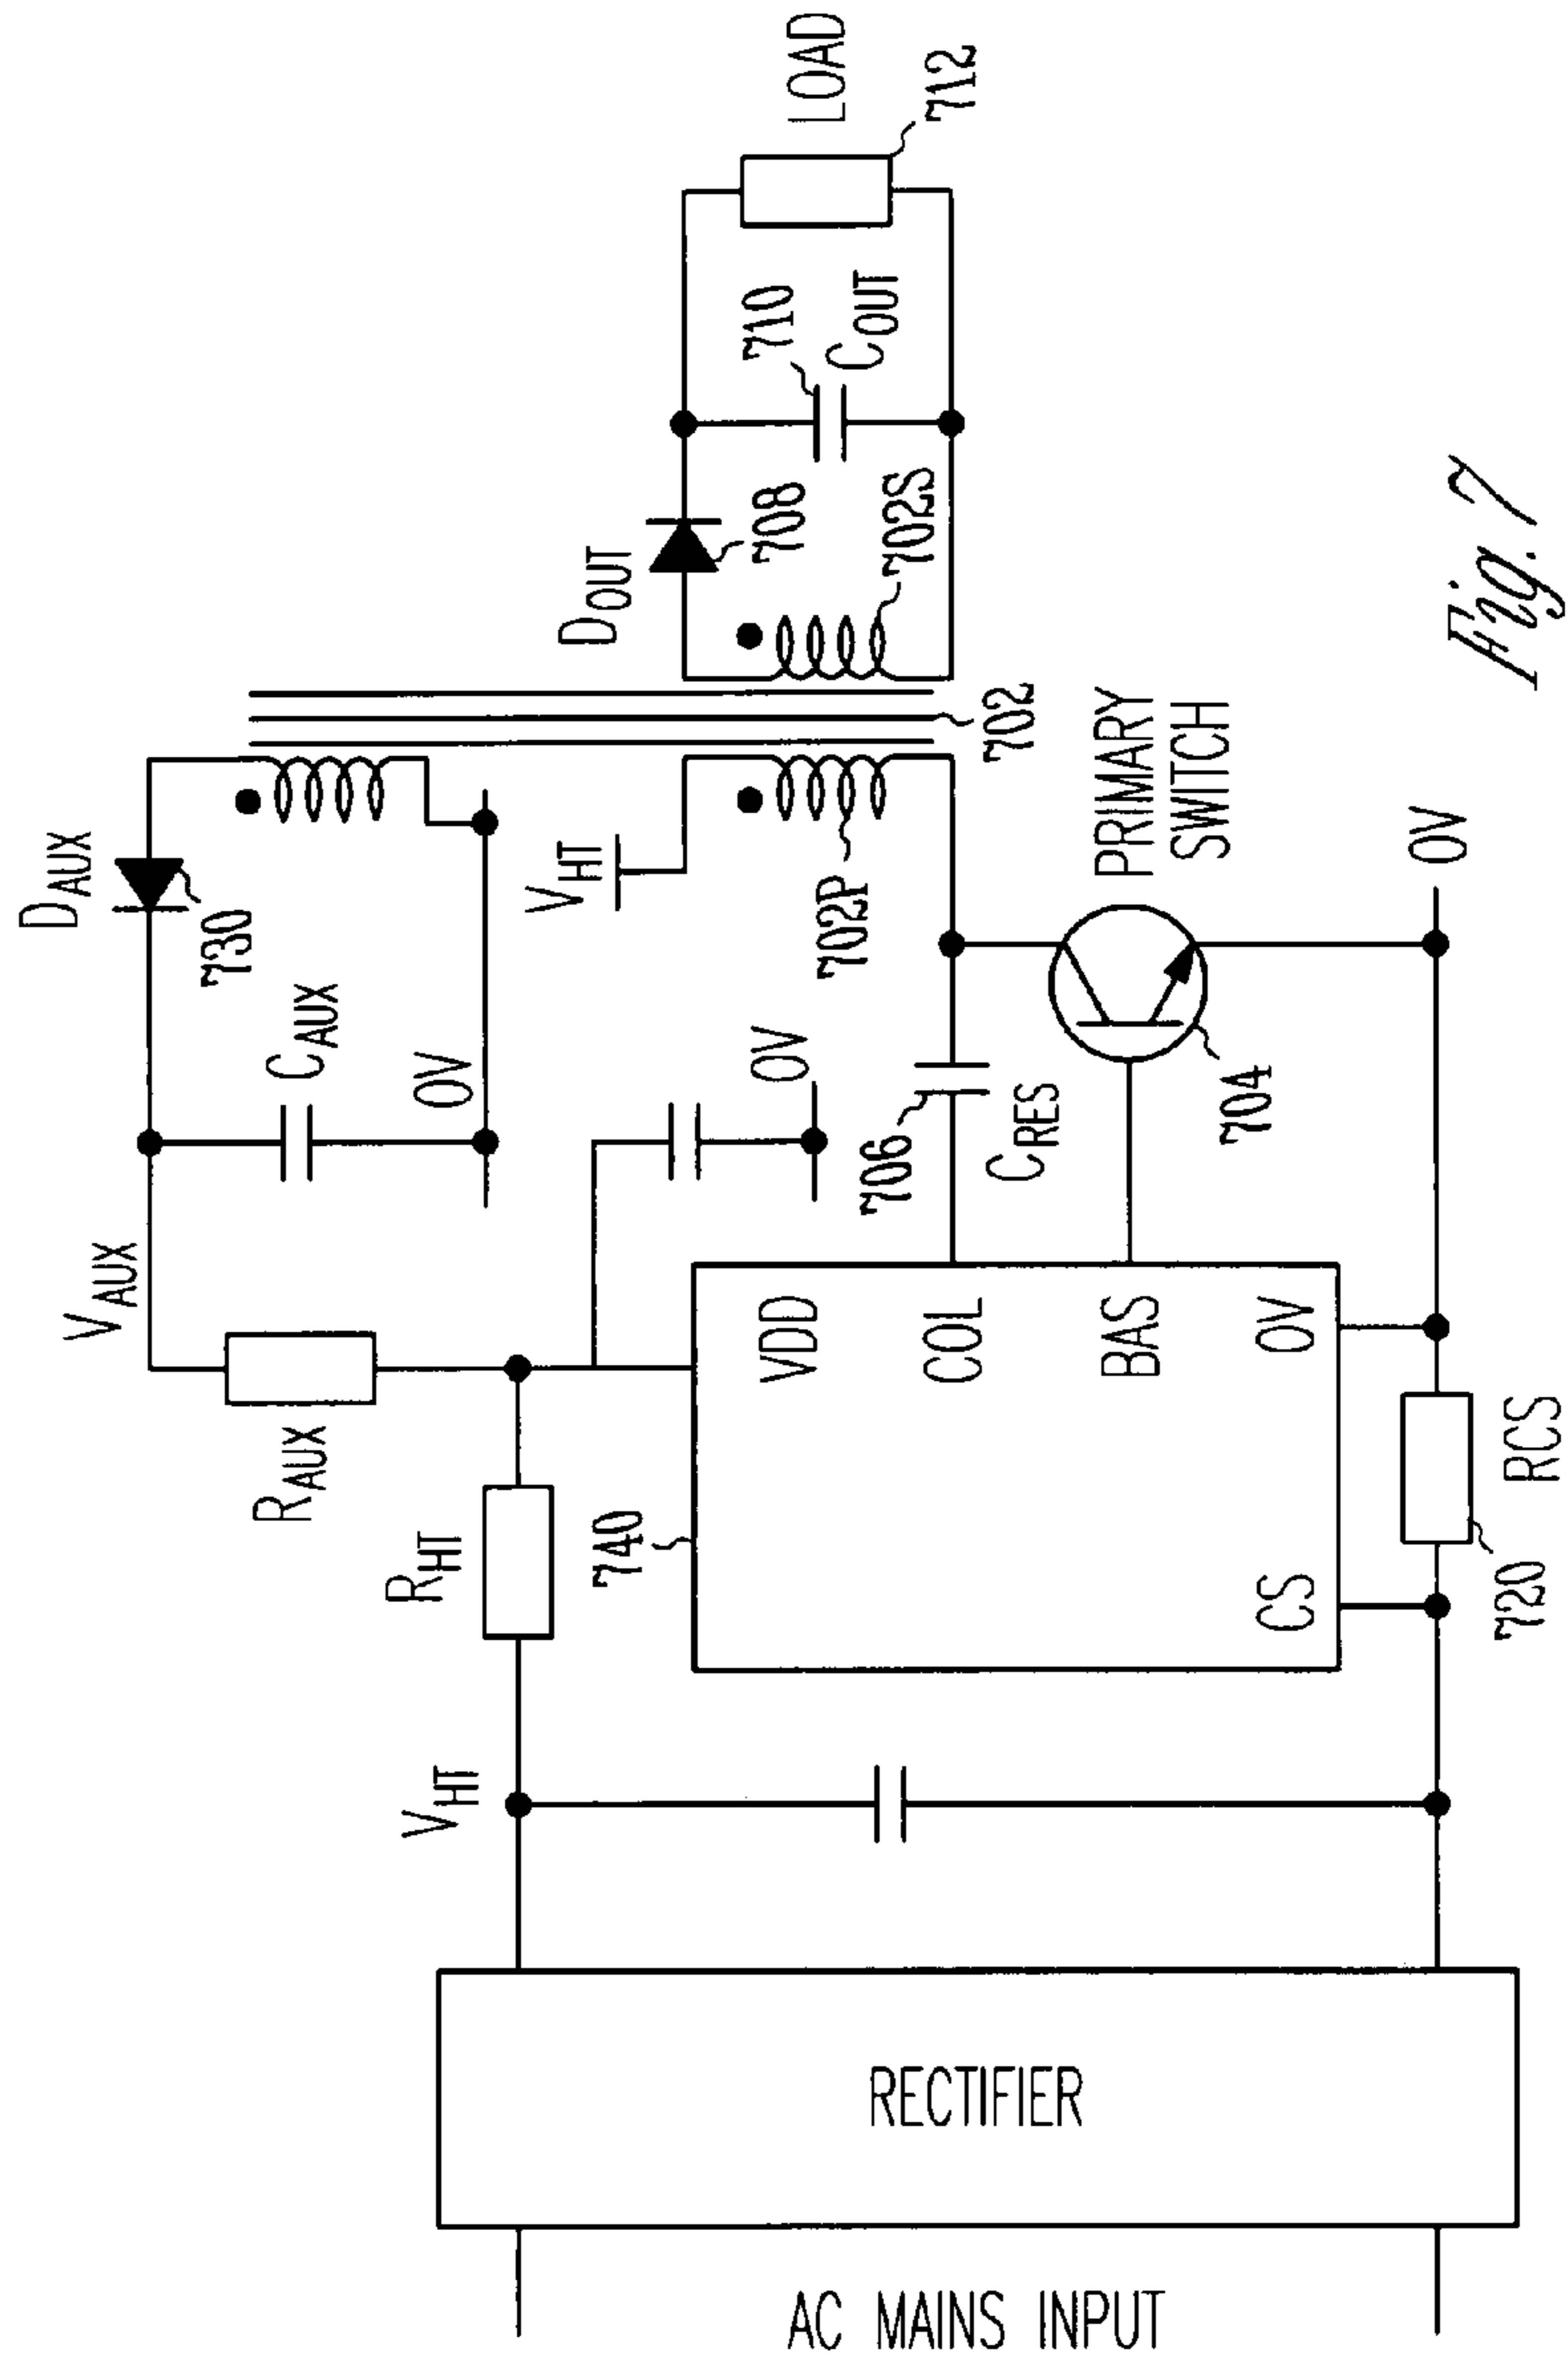 AC MAINS INPUT
RECTIFIER
VHT
RHT
RAUX
VAUX
CAUX
0V
DAUX
730
740
VDD
COL
BAS
0V
CS
RCS
720
0V
706
CRES
VHT
702P
704
PRIMARY
SWITCH
0V
702
DOUT
708
702S
710
COUT
LOAD
712
Fig. 7